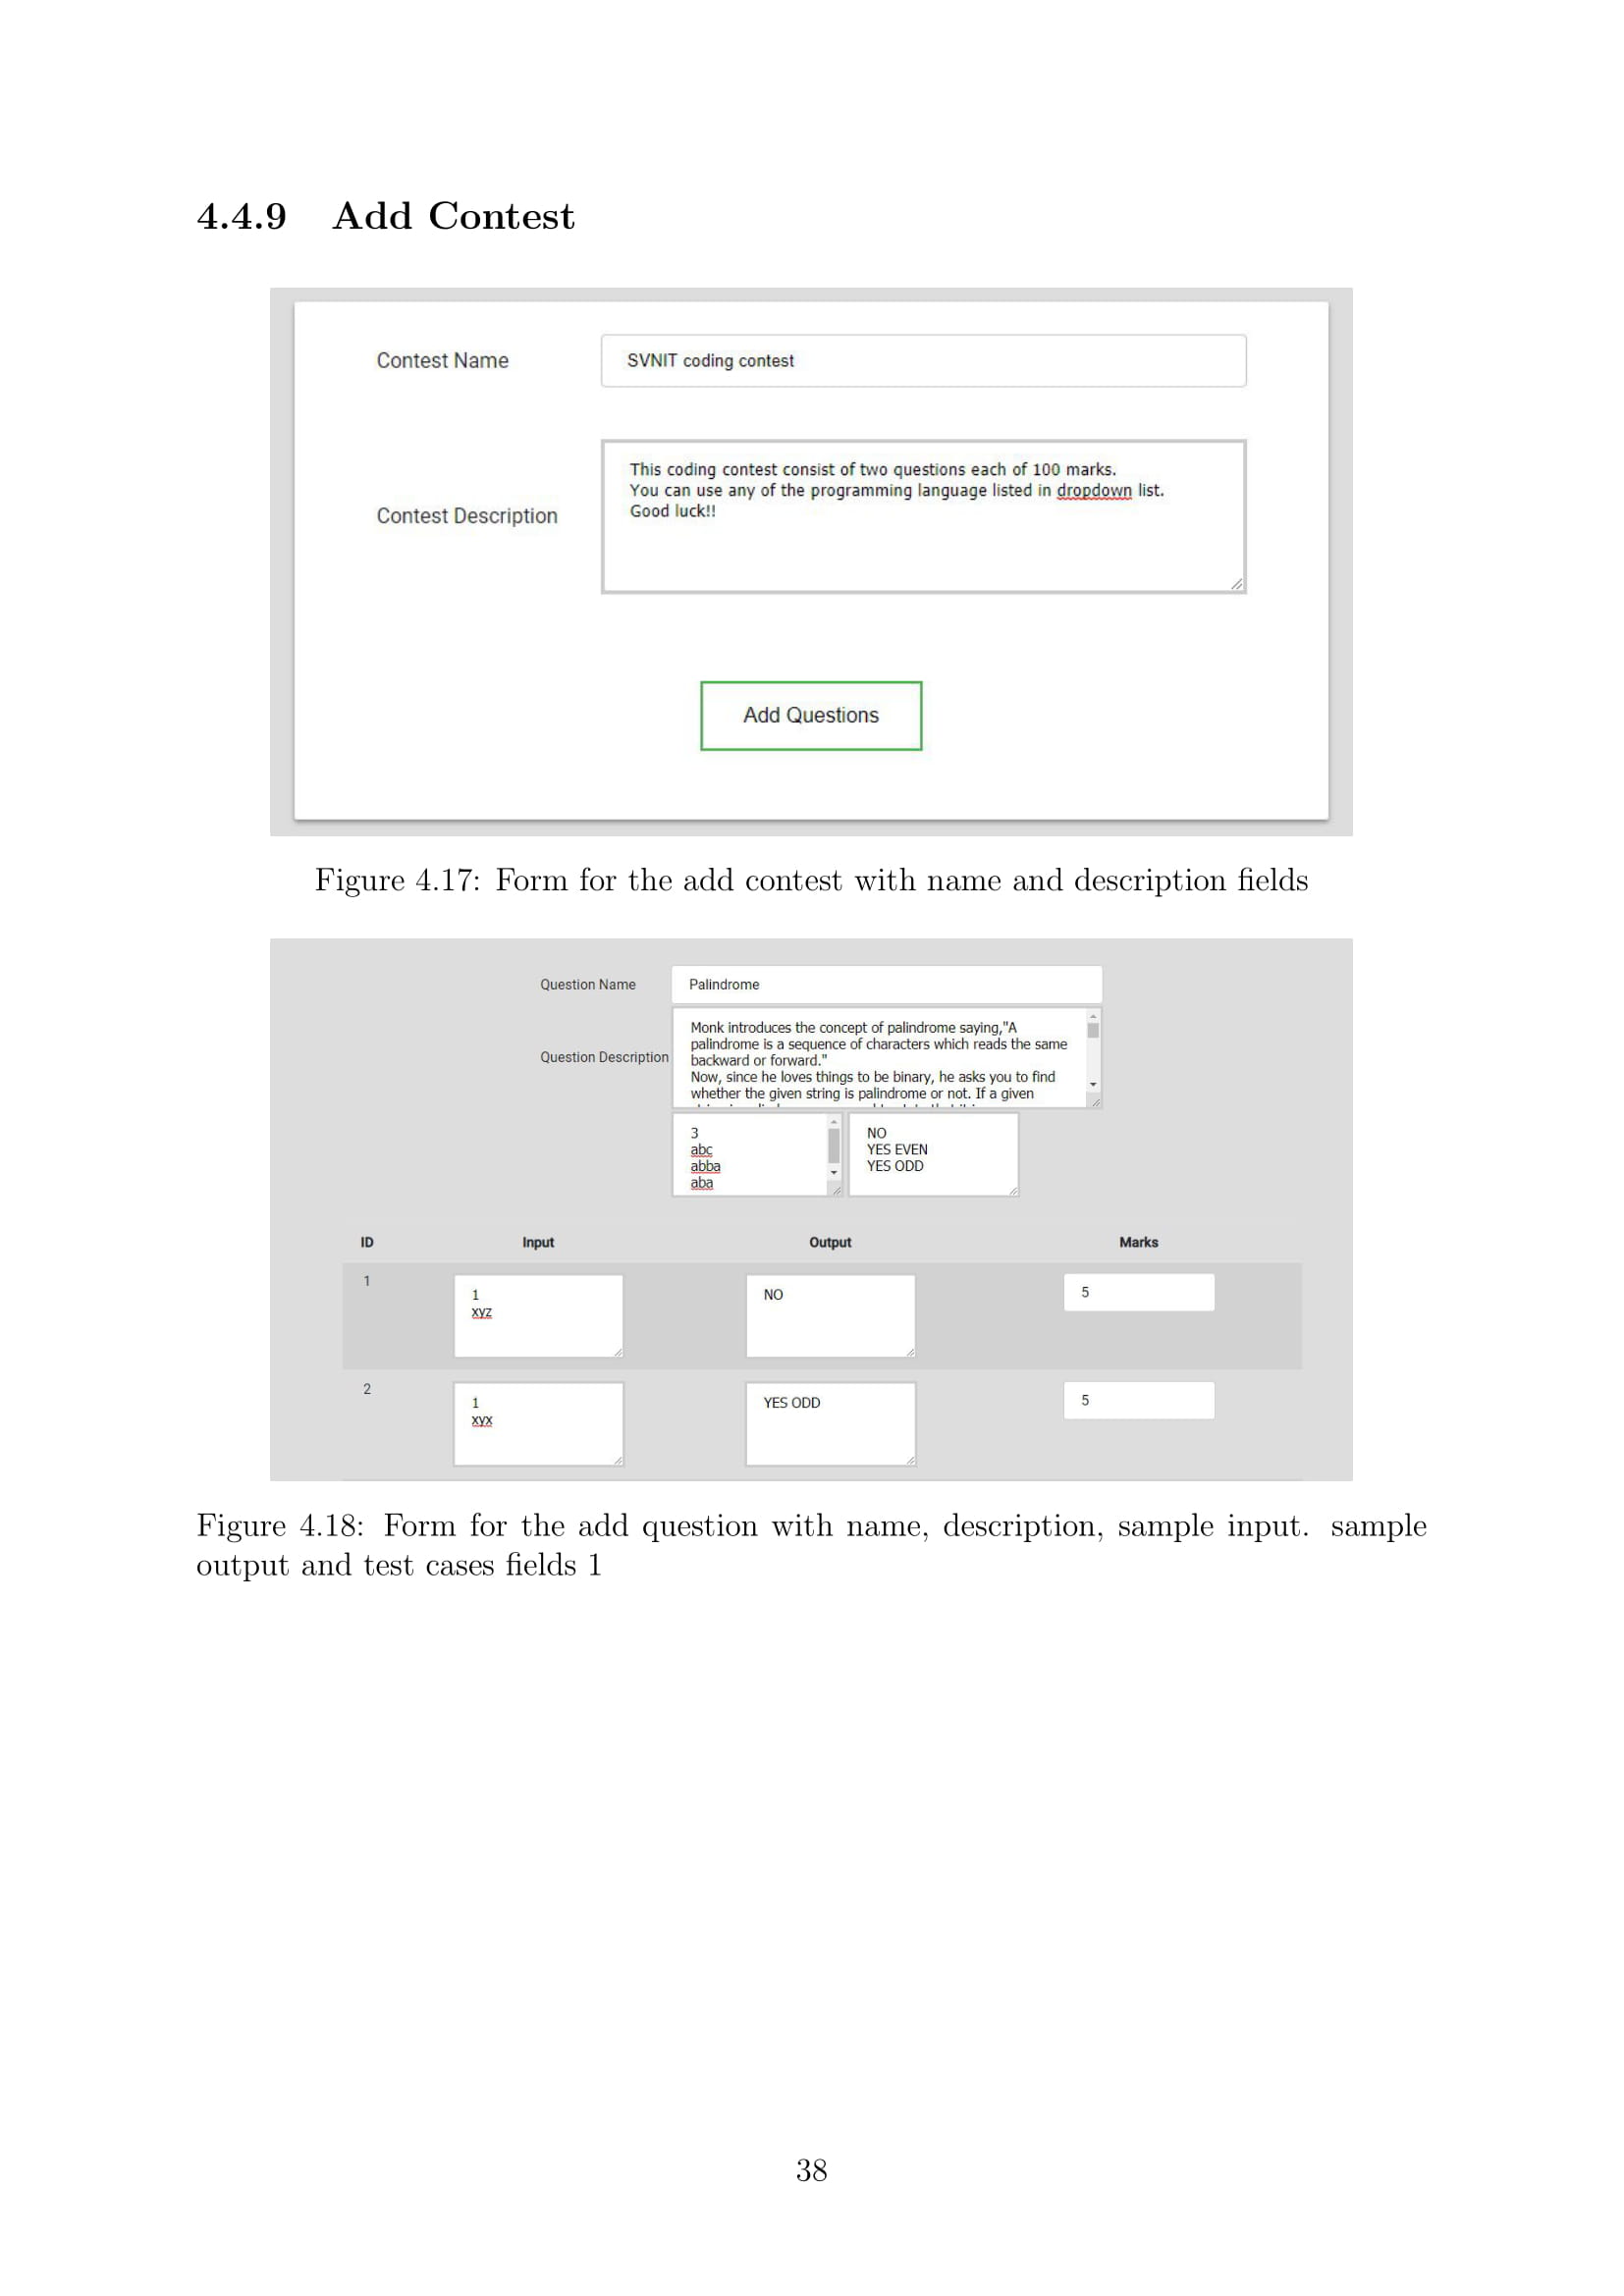 4.4.9 Add Contest
Contest Name
SVNIT coding contest
Contest Description
This coding contest consist of two questions each of 100 marks.
You can use any of the programming language listed in dropdown list.
Good luck!!
Add Questions
Figure 4.17: Form for the add contest with name and description fields
Question Name
Palindrome
Question Description
Monk introduces the concept of palindrome saying,"A
palindrome is a sequence of characters which reads the same
backward or forward."
Now, since he loves things to be binary, he asks you to find
whether the given string is palindrome or not. If a given
3
abc
abba
aba
NO
YES EVEN
YES ODD
ID Input Output Marks
1
1
xyz
NO
5
2
1
xyx
YES ODD
5
Figure 4.18: Form for the add question with name, description, sample input. sample
output and test cases fields 1
38